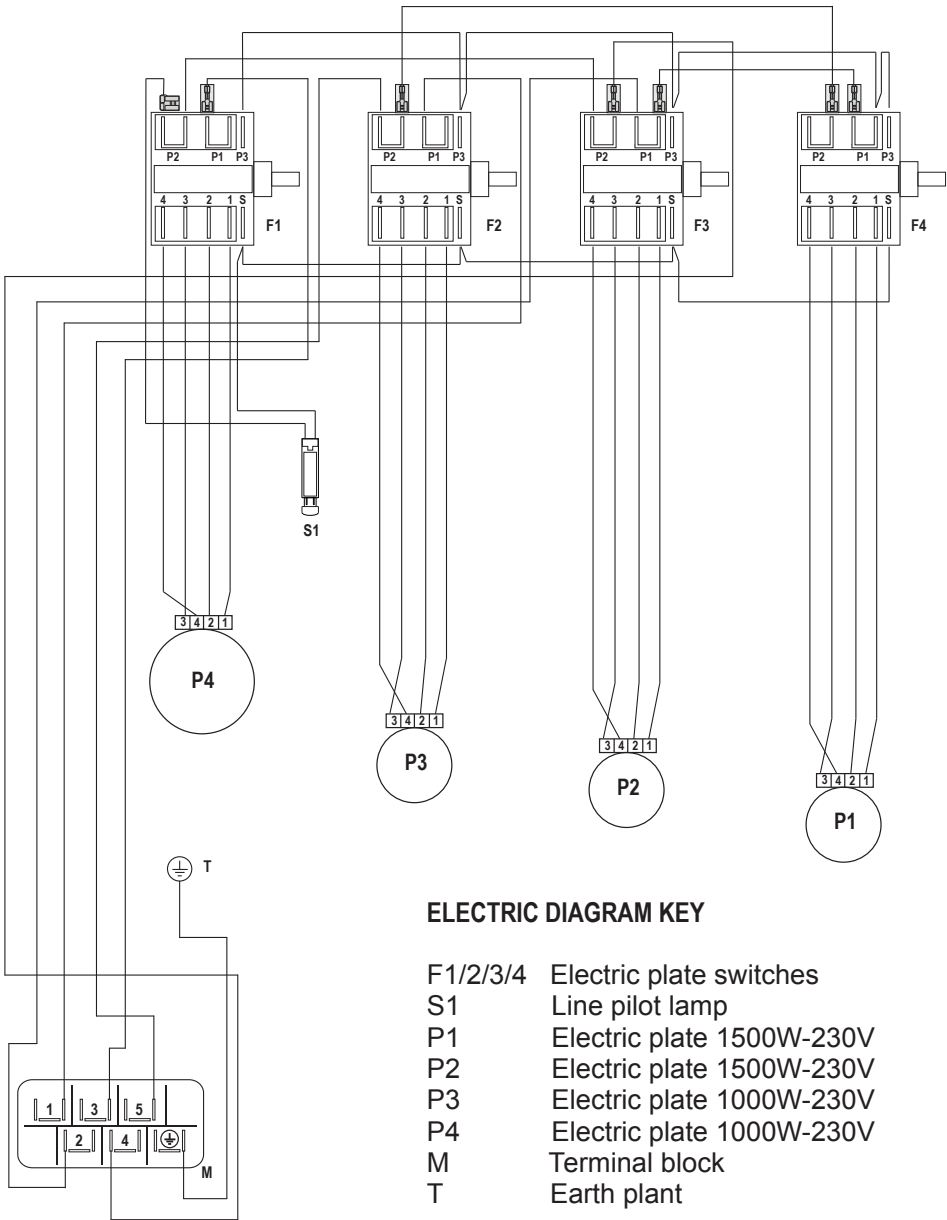 P2 P1 P3
P2 P1 P3
P2 P1 P3
P2 P1 P3
4 3 2 1 S
F1
4 3 2 1 S
F2
4 3 2 1 S
F3
4 3 2 1 S
F4
S1
3 4 2 1
P4
3 4 2 1
P3
3 4 2 1
P2
3 4 2 1
P1
T
ELECTRIC DIAGRAM KEY
F1/2/3/4 Electric plate switches
S1 Line pilot lamp
P1 Electric plate 1500W-230V
P2 Electric plate 1500W-230V
P3 Electric plate 1000W-230V
P4 Electric plate 1000W-230V
M Terminal block
T Earth plant
1 3 5
2 4
M